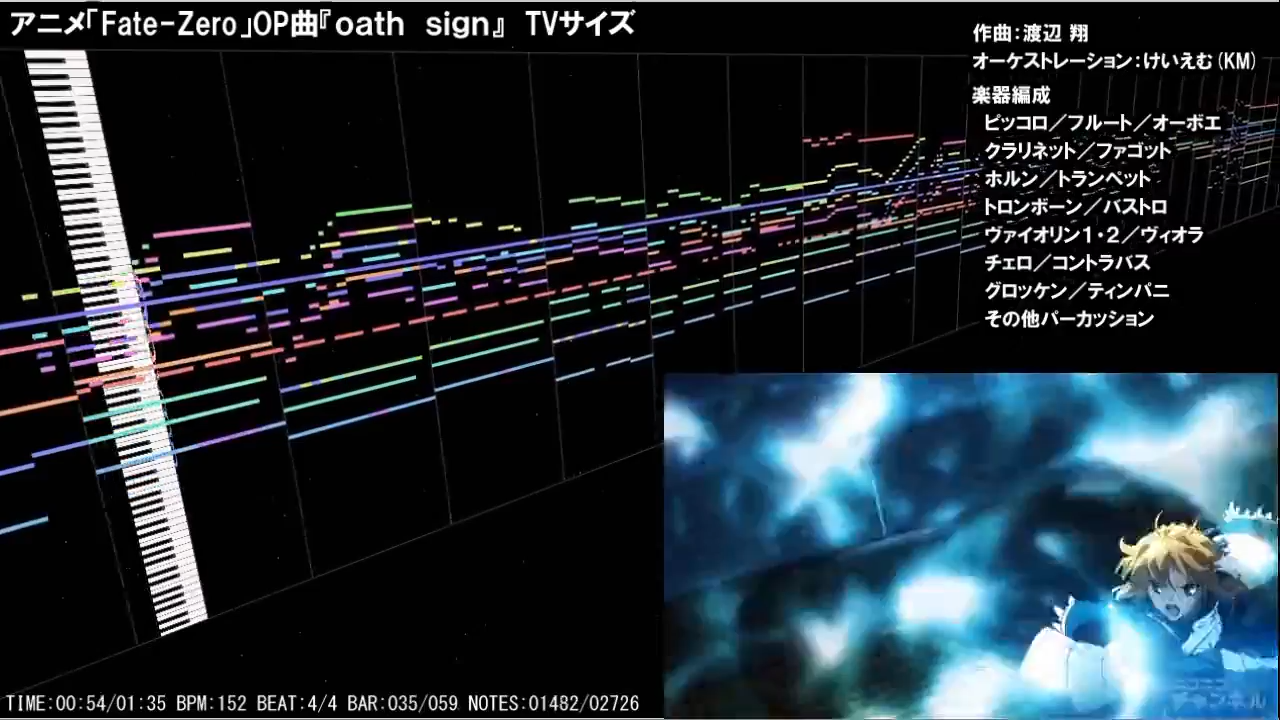 アニメ「Fate-Zero」OP曲『oath sign』 TVサイズ
作曲：渡辺 翔
オーケストレーション：けいえむ(KM)
楽器編成
ピッコロ／フルート／オーボエ
クラリネット／ファゴット
ホルン／トランペット
トロンボーン／バストロ
ヴァイオリン1・2／ヴィオラ
チェロ／コントラバス
グロッケン／ティンパニ
その他パーカッション
チャンネル
TIME:00:54/01:35 BPM:152 BEAT:4/4 BAR:035/059 NOTES:01482/02726